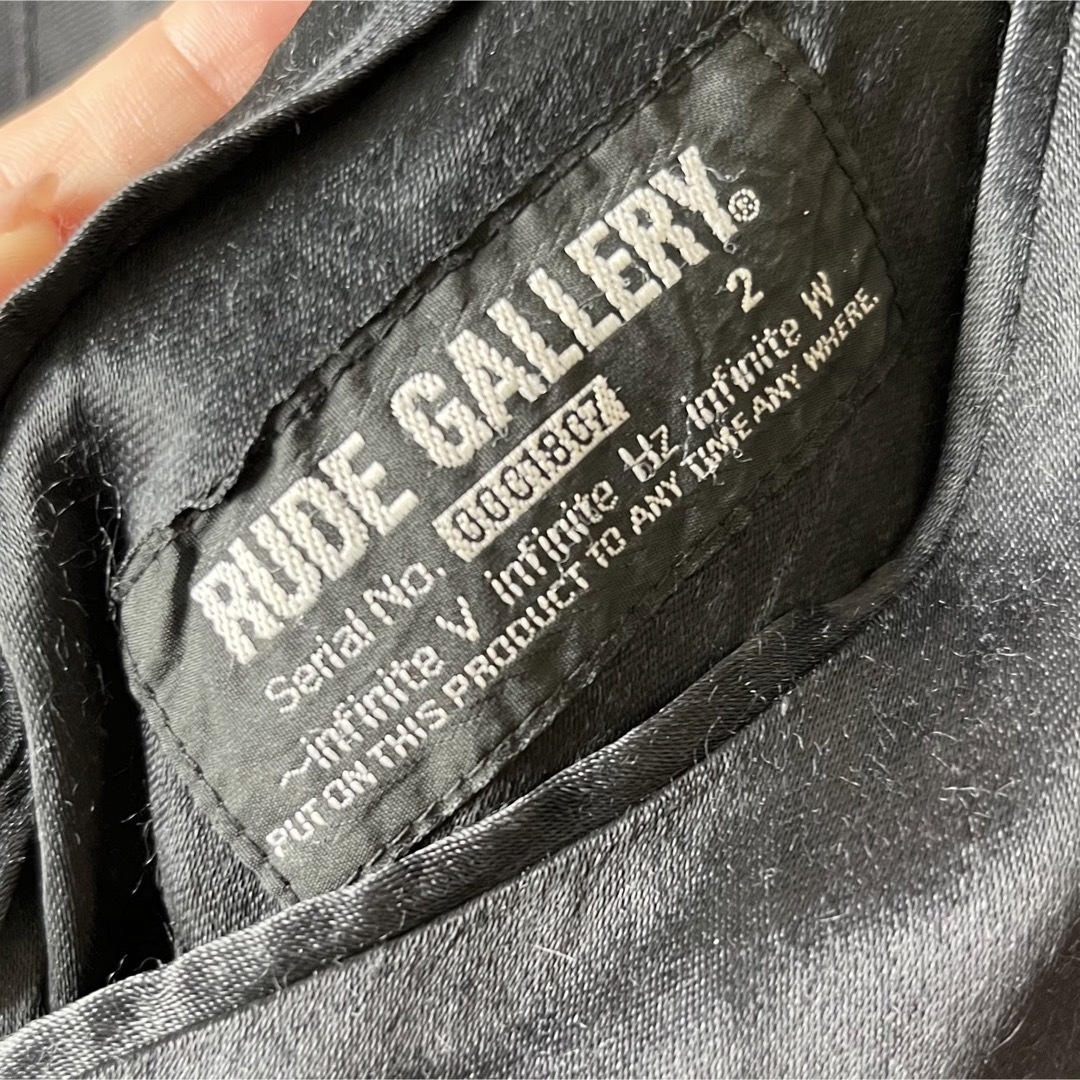 RUDE GALLERY®
2
Serial No. 0001807
~infinite V infinite Hz infinite W
PUT ON THIS PRODUCT TO ANY TIME ANY WHERE.